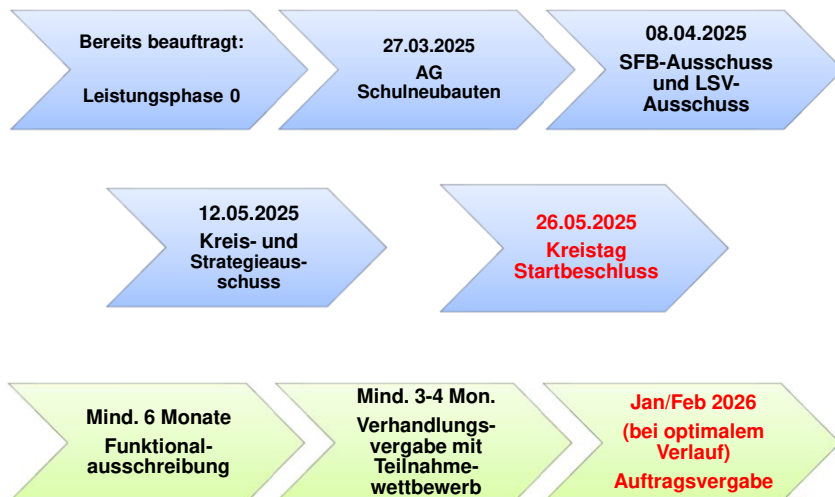 Bereits beauftragt:
Leistungsphase 0
27.03.2025
AG
Schulneubauten
08.04.2025
SFB-Ausschuss
und LSV-
Ausschuss
12.05.2025
Kreis- und
Strategieaus-
schuss
26.05.2025
Kreistag
Startbeschluss
Mind. 6 Monate
Funktional-
ausschreibung
Mind. 3-4 Mon.
Verhandlungs-
vergabe mit
Teilnahme-
wettbewerb
Jan/Feb 2026
(bei optimalem
Verlauf)
Auftragsvergabe